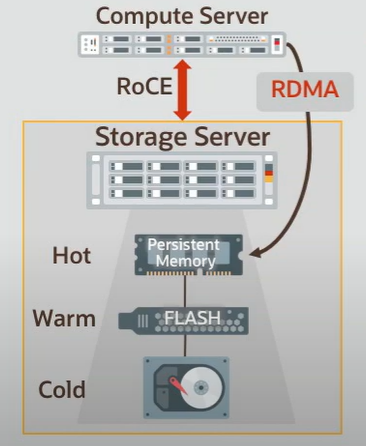 Compute Server
RoCE
RDMA
Storage Server
Hot
Persistent
Memory
Warm
FLASH
Cold